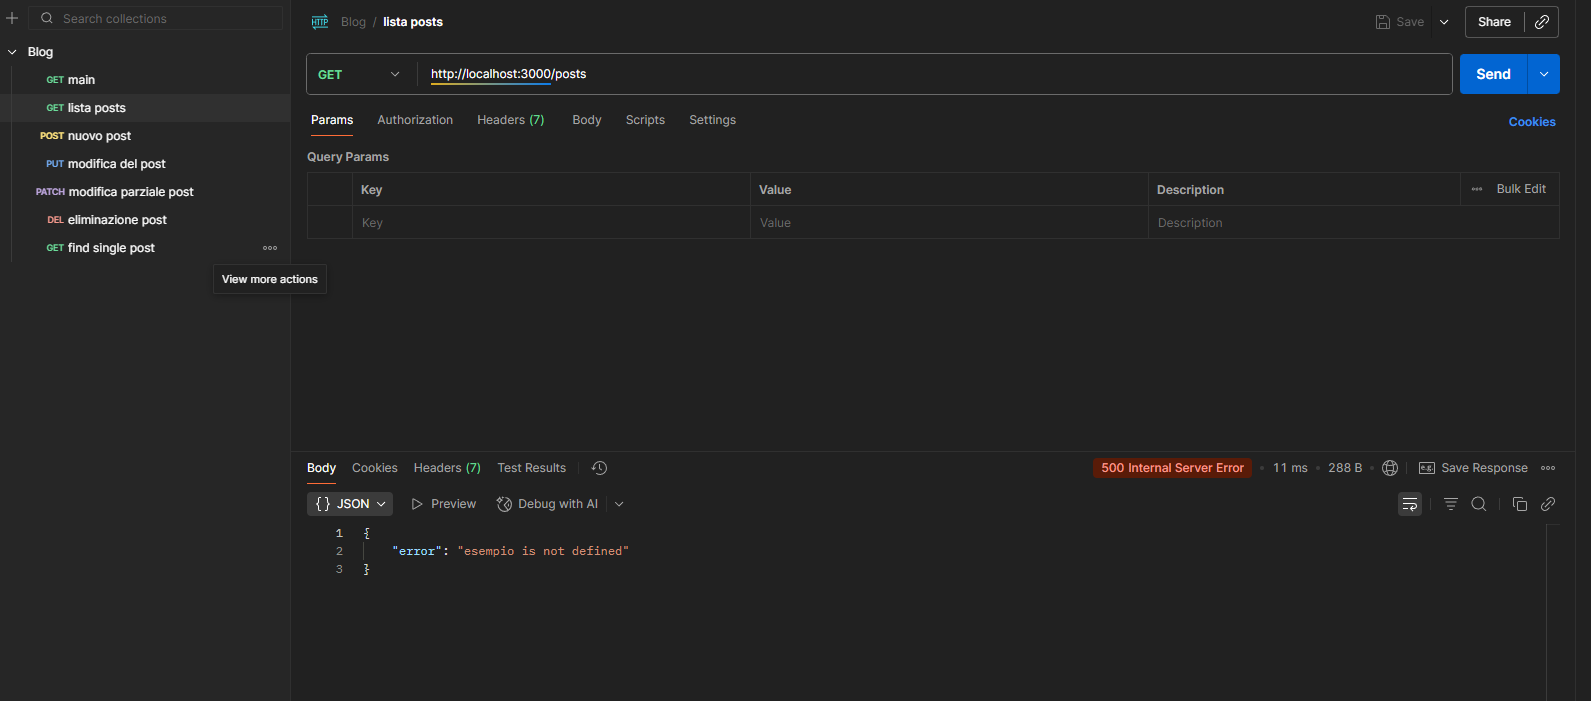 Search collections
Blog
GET main
GET lista posts
POST nuovo post
PUT modifica del post
PATCH modifica parziale post
DEL eliminazione post
GET find single post
View more actions
HTTP Blog / lista posts
Save
Share
GET http://localhost:3000/posts
Send
Params Authorization Headers (7) Body Scripts Settings
Cookies
Query Params
Key Value Description Bulk Edit
Key Value Description
Body Cookies Headers (7) Test Results
500 Internal Server Error • 11 ms • 288 B • e.g. Save Response
{} JSON Preview Debug with AI
1 {
2 "error": "esempio is not defined"
3 }